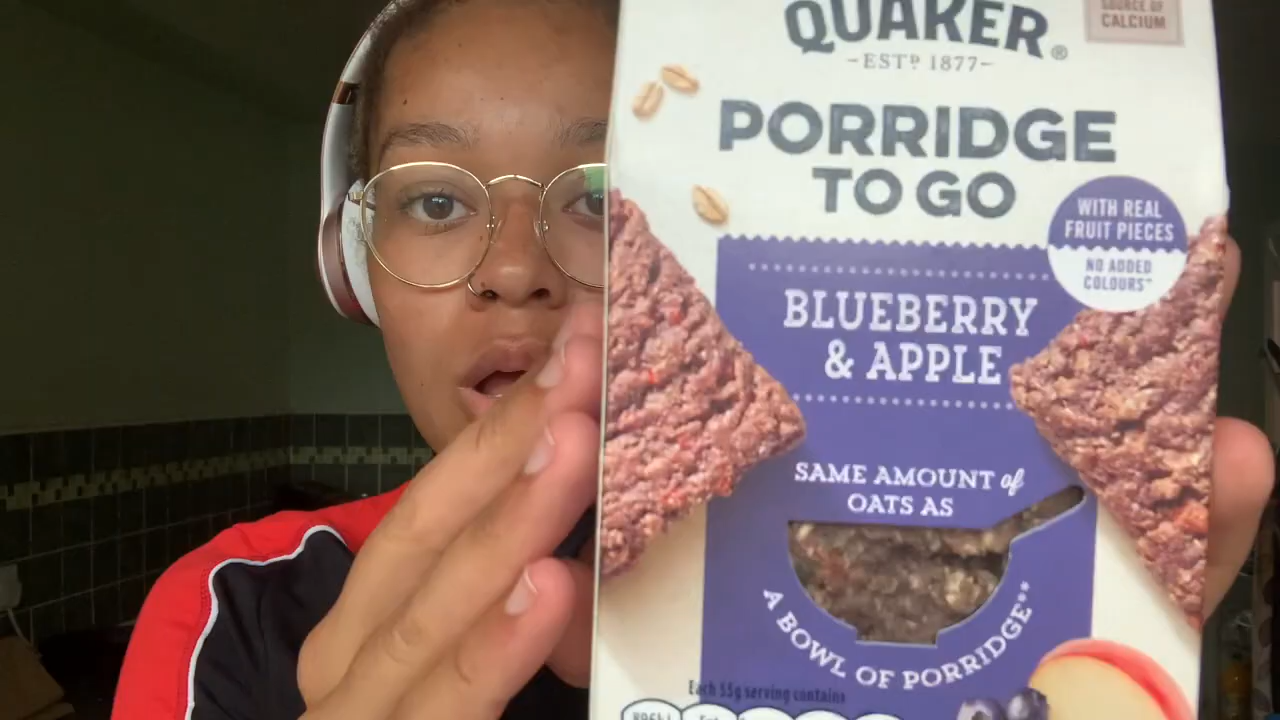 SOURCE OF
CALCIUM
QUAKER®
-ESTD 1877-
PORRIDGE
TO GO
WITH REAL
FRUIT PIECES
NO ADDED
COLOURS*
BLUEBERRY
& APPLE
SAME AMOUNT of
OATS AS
A BOWL OF PORRIDGE**
Each 55g serving contains